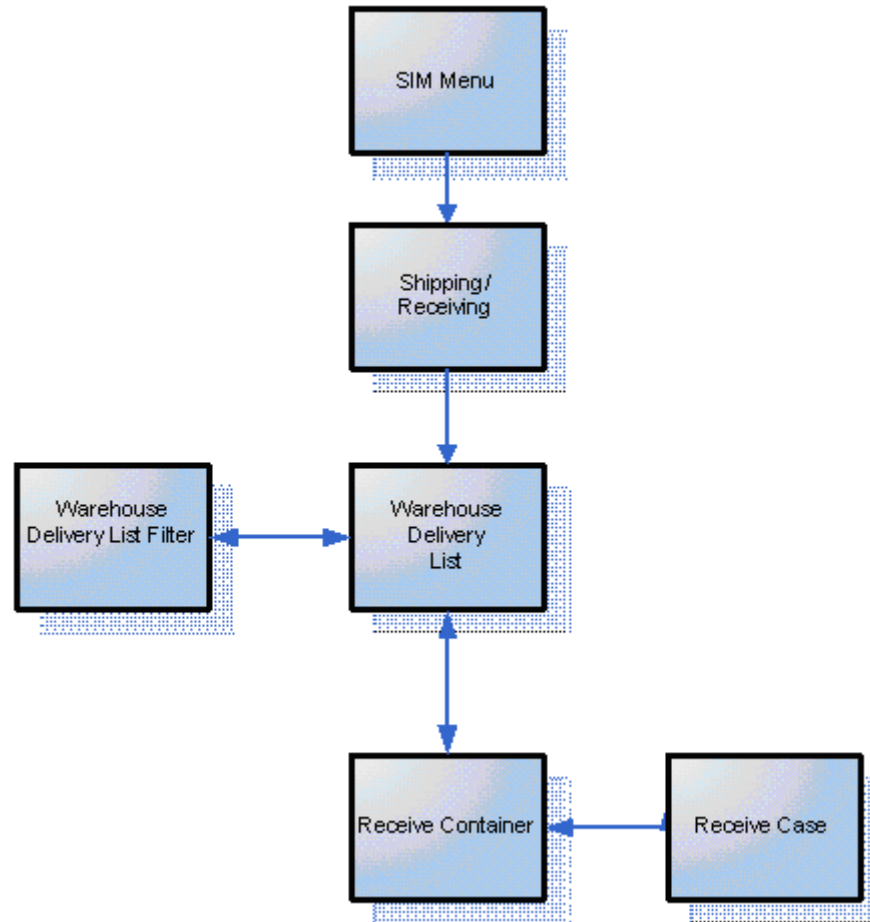 SIM Menu
Shipping/
Receiving
Warehouse
Delivery List Filter
Warehouse
Delivery
List
Receive Container
Receive Case